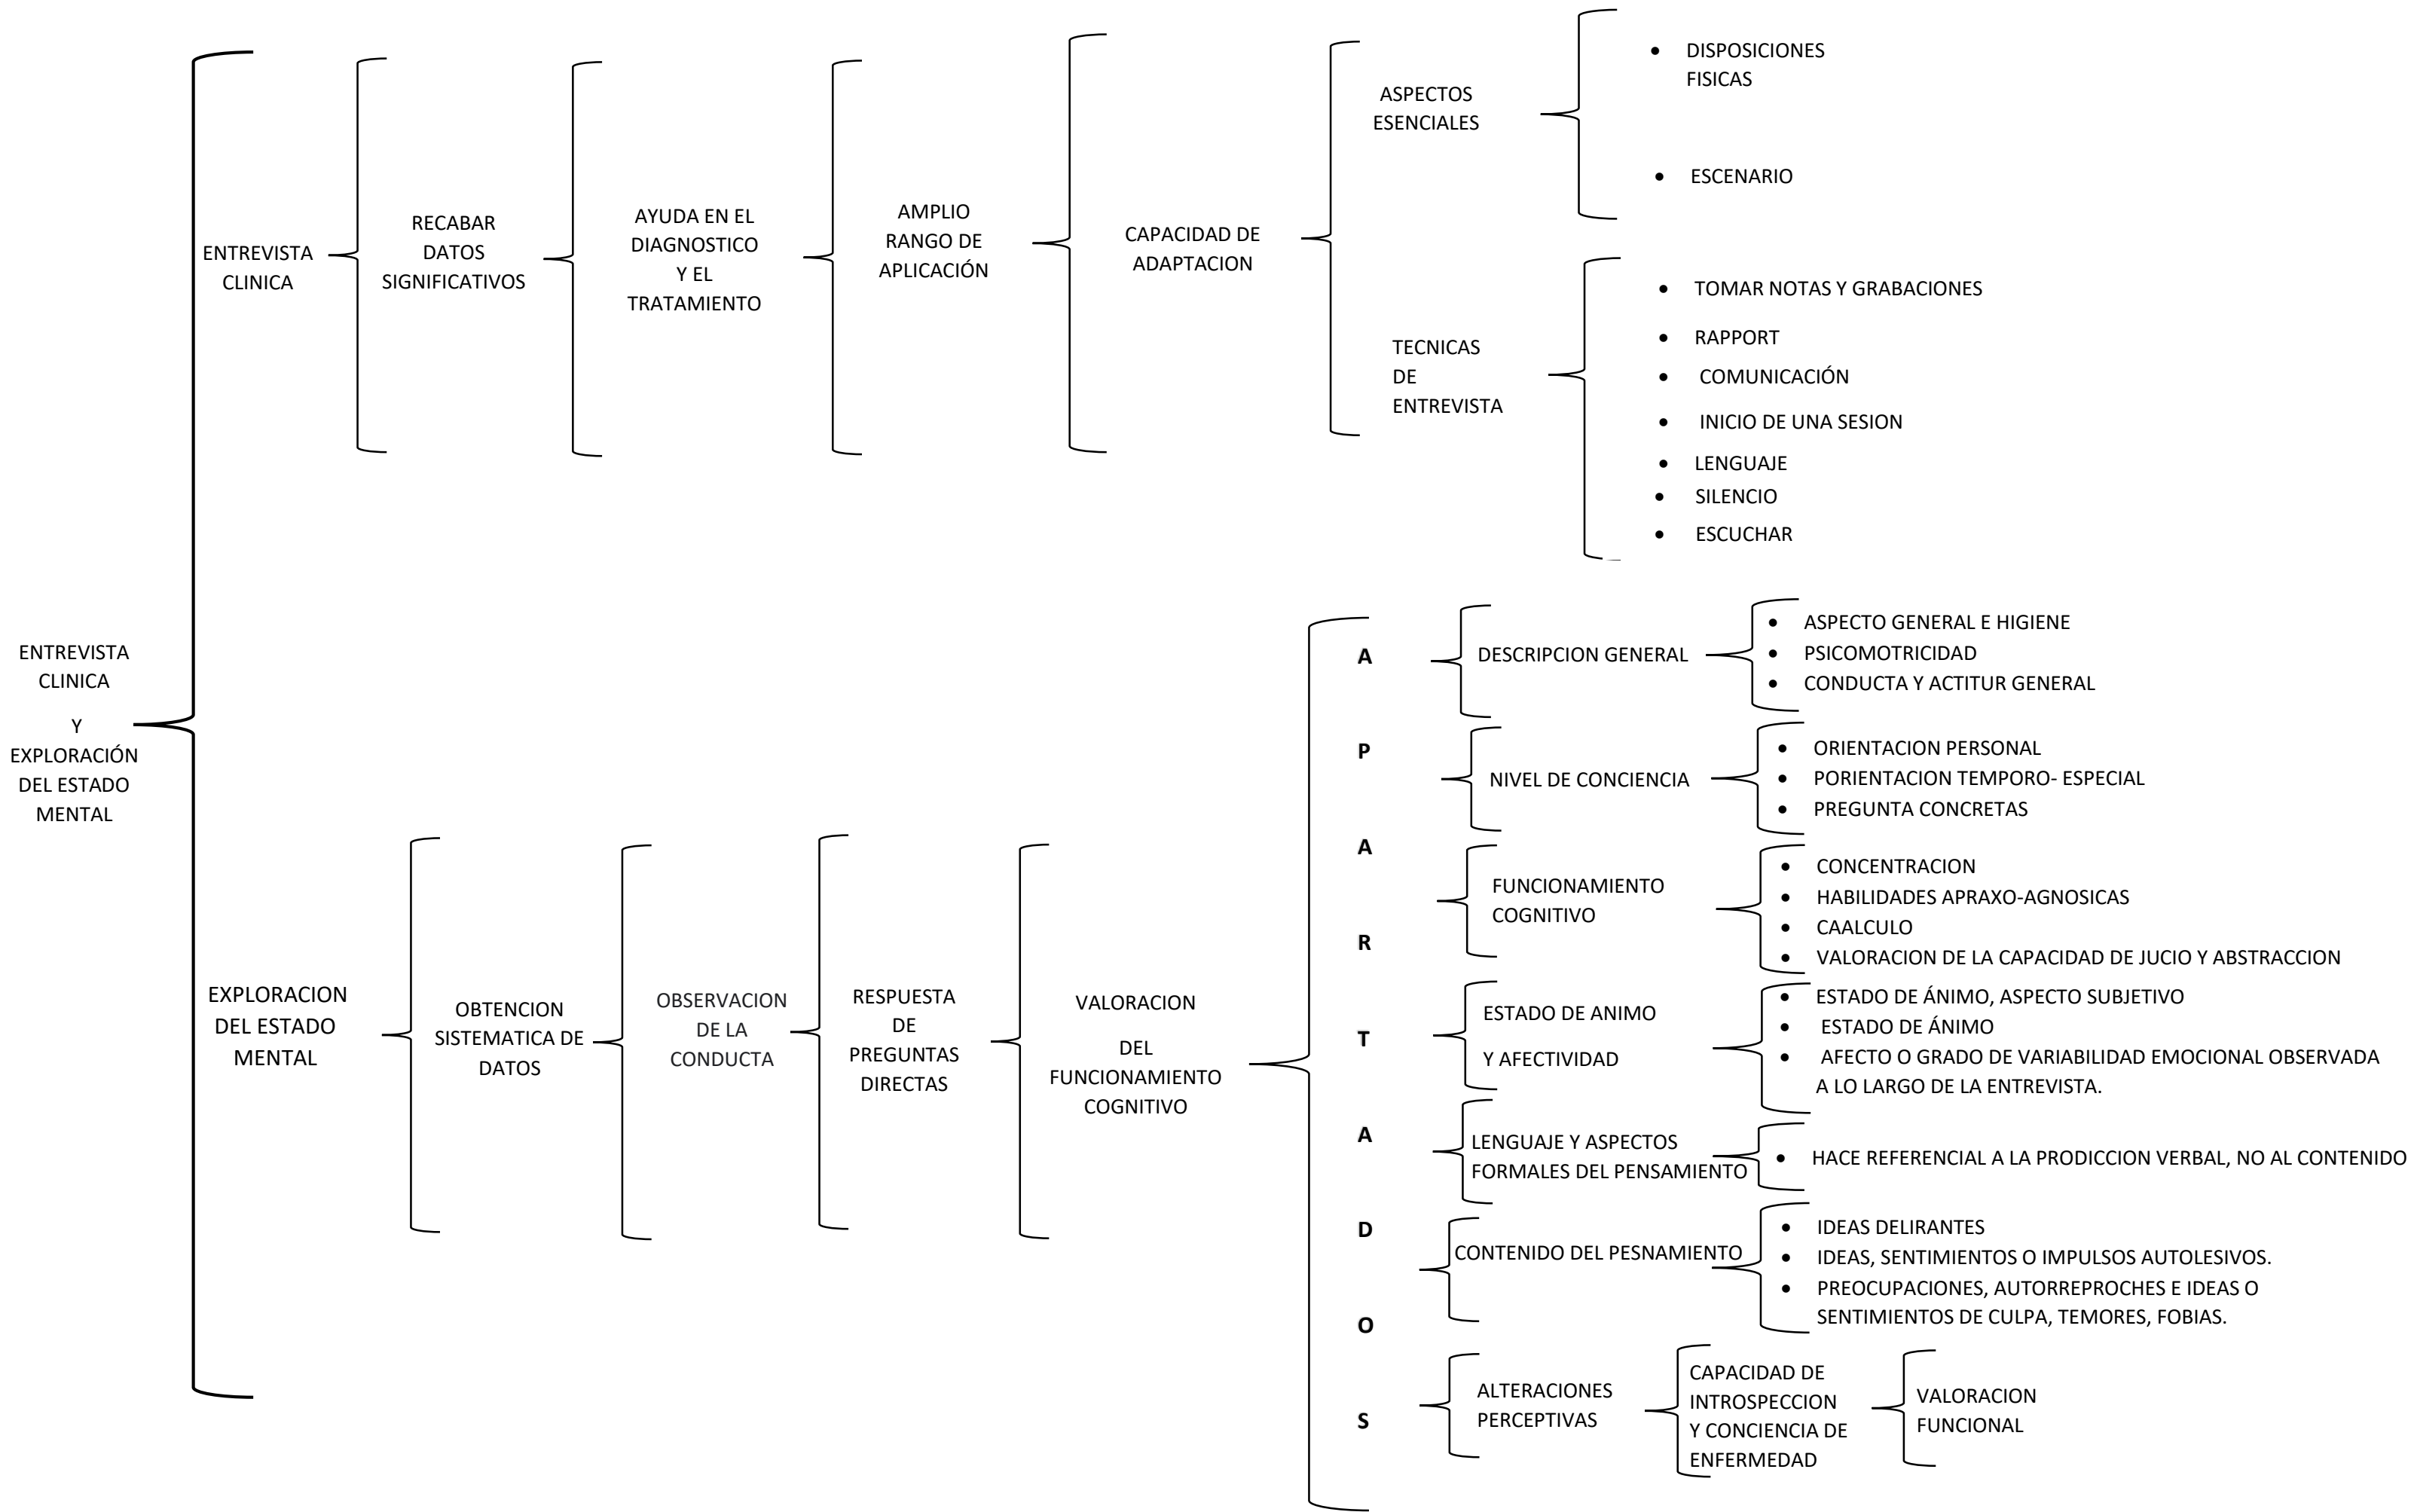 ENTREVISTA
CLINICA
Y
EXPLORACIÓN
DEL ESTADO
MENTAL
ENTREVISTA
CLINICA
RECABAR
DATOS
SIGNIFICATIVOS
AYUDA EN EL
DIAGNOSTICO
Y EL
TRATAMIENTO
AMPLIO
RANGO DE
APLICACIÓN
CAPACIDAD DE
ADAPTACION
ASPECTOS
ESENCIALES
• DISPOSICIONES
FISICAS
• ESCENARIO
TECNICAS
DE
ENTREVISTA
• TOMAR NOTAS Y GRABACIONES
• RAPPORT
• COMUNICACIÓN
• INICIO DE UNA SESION
• LENGUAJE
• SILENCIO
• ESCUCHAR
EXPLORACION
DEL ESTADO
MENTAL
OBTENCION
SISTEMATICA DE
DATOS
OBSERVACION
DE LA
CONDUCTA
RESPUESTA
DE
PREGUNTAS
DIRECTAS
VALORACION
DEL
FUNCIONAMIENTO
COGNITIVO
A
P
A
R
T
A
D
O
S
DESCRIPCION GENERAL
• ASPECTO GENERAL E HIGIENE
• PSICOMOTRICIDAD
• CONDUCTA Y ACTITUR GENERAL
NIVEL DE CONCIENCIA
• ORIENTACION PERSONAL
• PORIENTACION TEMPORO- ESPECIAL
• PREGUNTA CONCRETAS
FUNCIONAMIENTO
COGNITIVO
• CONCENTRACION
• HABILIDADES APRAXO-AGNOSICAS
• CAALCULO
• VALORACION DE LA CAPACIDAD DE JUCIO Y ABSTRACCION
ESTADO DE ANIMO
Y AFECTIVIDAD
• ESTADO DE ÁNIMO, ASPECTO SUBJETIVO
• ESTADO DE ÁNIMO
• AFECTO O GRADO DE VARIABILIDAD EMOCIONAL OBSERVADA
A LO LARGO DE LA ENTREVISTA.
LENGUAJE Y ASPECTOS
FORMALES DEL PENSAMIENTO
• HACE REFERENCIAL A LA PRODICCION VERBAL, NO AL CONTENIDO
CONTENIDO DEL PESNAMIENTO
• IDEAS DELIRANTES
• IDEAS, SENTIMIENTOS O IMPULSOS AUTOLESIVOS.
• PREOCUPACIONES, AUTORREPROCHES E IDEAS O
SENTIMIENTOS DE CULPA, TEMORES, FOBIAS.
ALTERACIONES
PERCEPTIVAS
CAPACIDAD DE
INTROSPECCION
Y CONCIENCIA DE
ENFERMEDAD
VALORACION
FUNCIONAL